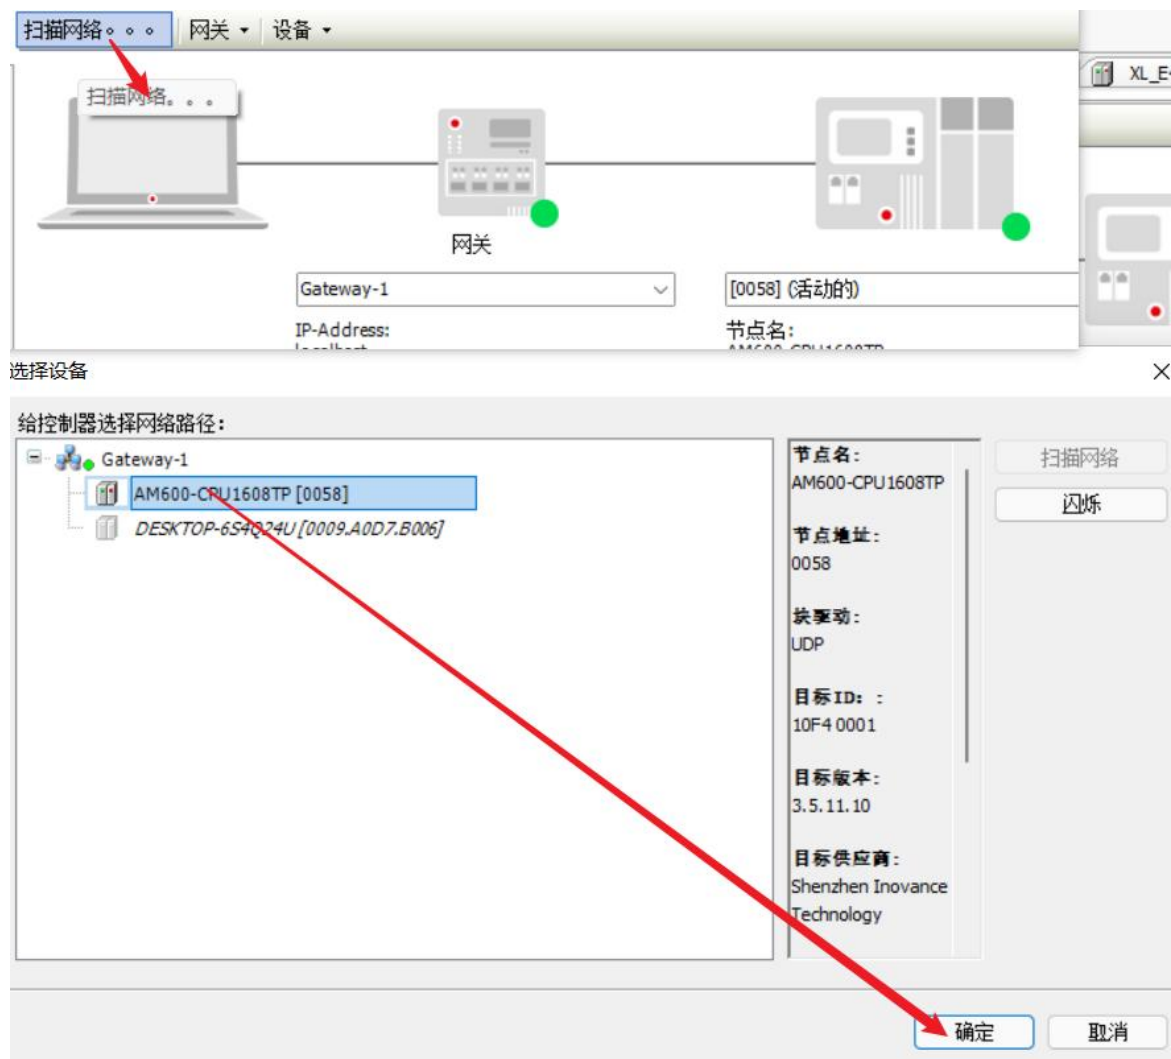 扫描网络。。。 网关 设备
扫描网络。。。
XL_E
网关
Gateway-1
[0058] (活动的)
IP-Address:
节点名:
localhost
AM600-CPU1608TP
选择设备
给控制器选择网络路径:
Gateway-1
AM600-CPU1608TP [0058]
DESKTOP-6S4Q24U [0009.A0D7.B006]
节点名:
AM600-CPU1608TP
节点地址:
0058
块驱动:
UDP
目标ID: :
10F4 0001
目标版本:
3.5.11.10
目标供应商:
Shenzhen Inovance
Technology
扫描网络
闪烁
确定
取消